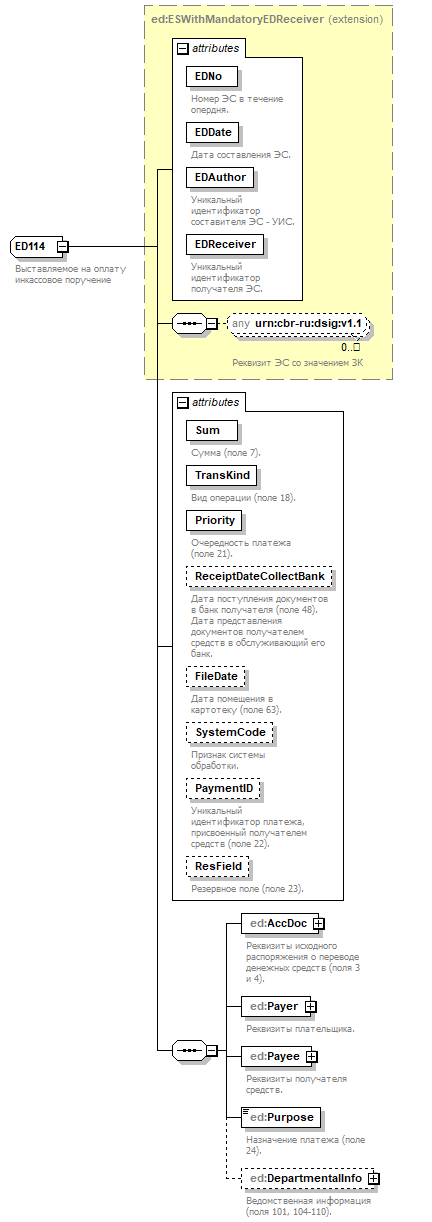 ed:ESWithMandatoryEDReceiver (extension)
attributes
EDNo
Номер ЭС в течение
опердня.
EDDate
Дата составления ЭС.
EDAuthor
Уникальный
идентификатор
составителя ЭС - УИС.
EDReceiver
Уникальный
идентификатор
получателя ЭС.
ED114
Выставляемое на оплату
инкассовое поручение
any urn:cbr-ru:dsig:v1.1
0..
Реквизит ЭС со значением ЗК
attributes
Sum
Сумма (поле 7).
TransKind
Вид операции (поле 18).
Priority
Очередность платежа
(поле 21).
ReceiptDateCollectBank
Дата поступления документов
в банк получателя (поле 48).
Дата представления
документов получателем
средств в обслуживающий его
банк.
FileDate
Дата помещения в
картотеку (поле 63).
SystemCode
Признак системы
обработки.
PaymentID
Уникальный
идентификатор платежа,
присвоенный получателем
средств (поле 22).
ResField
Резервное поле (поле 23).
ed:AccDoc
Реквизиты исходного
распоряжения о переводе
денежных средств (поля 3
и 4).
ed:Payer
Реквизиты плательщика.
ed:Payee
Реквизиты получателя
средств.
ed:Purpose
Назначение платежа (поле
24).
ed:DepartmentalInfo
Ведомственная информация
(поля 101, 104-110).